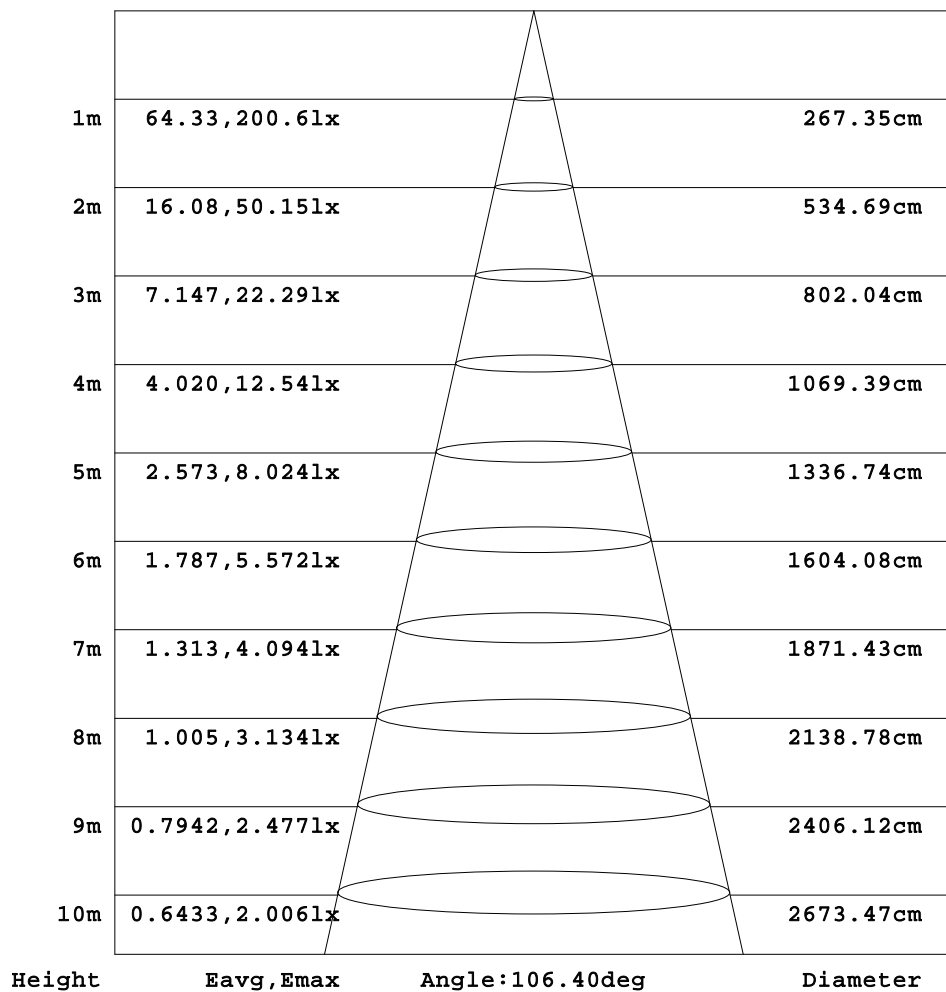 1m 64.33,200.6lx 267.35cm
2m 16.08,50.15lx 534.69cm
3m 7.147,22.29lx 802.04cm
4m 4.020,12.54lx 1069.39cm
5m 2.573,8.024lx 1336.74cm
6m 1.787,5.572lx 1604.08cm
7m 1.313,4.094lx 1871.43cm
8m 1.005,3.134lx 2138.78cm
9m 0.7942,2.477lx 2406.12cm
10m 0.6433,2.006lx 2673.47cm
Height Eavg,Emax Angle:106.40deg Diameter